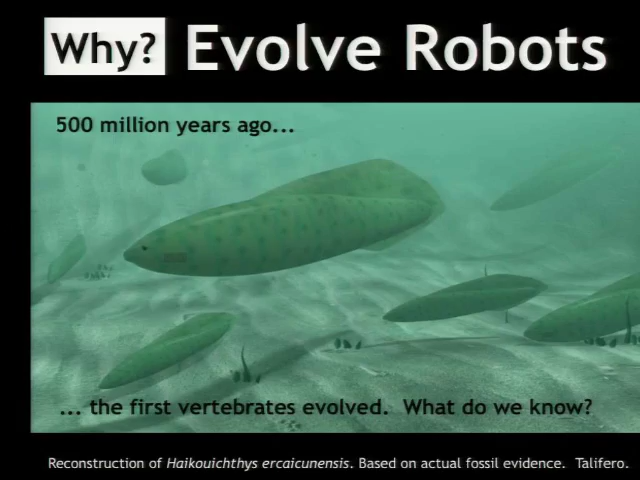 Why? Evolve Robots
500 million years ago...
... the first vertebrates evolved. What do we know?
Reconstruction of Haikouichthys ercaicunensis. Based on actual fossil evidence. Talifero.